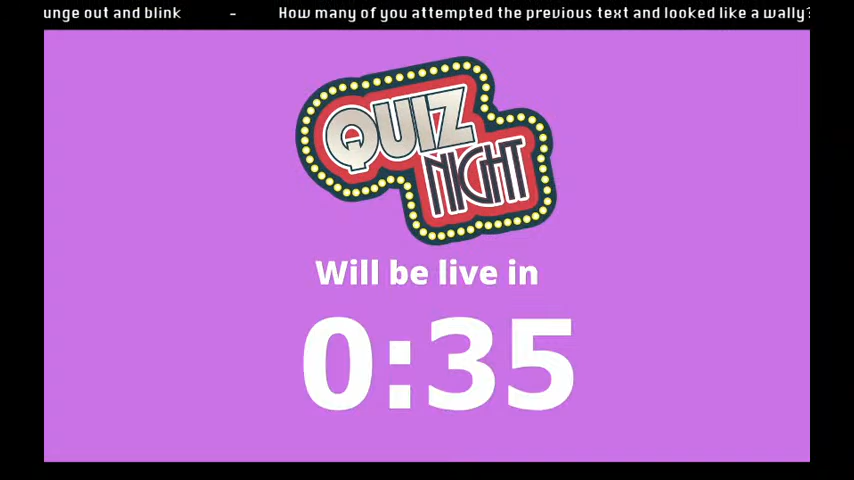 unge out and blink - How many of you attempted the previous text and looked like a wally?
QUIZ
NIGHT
Will be live in
0:35